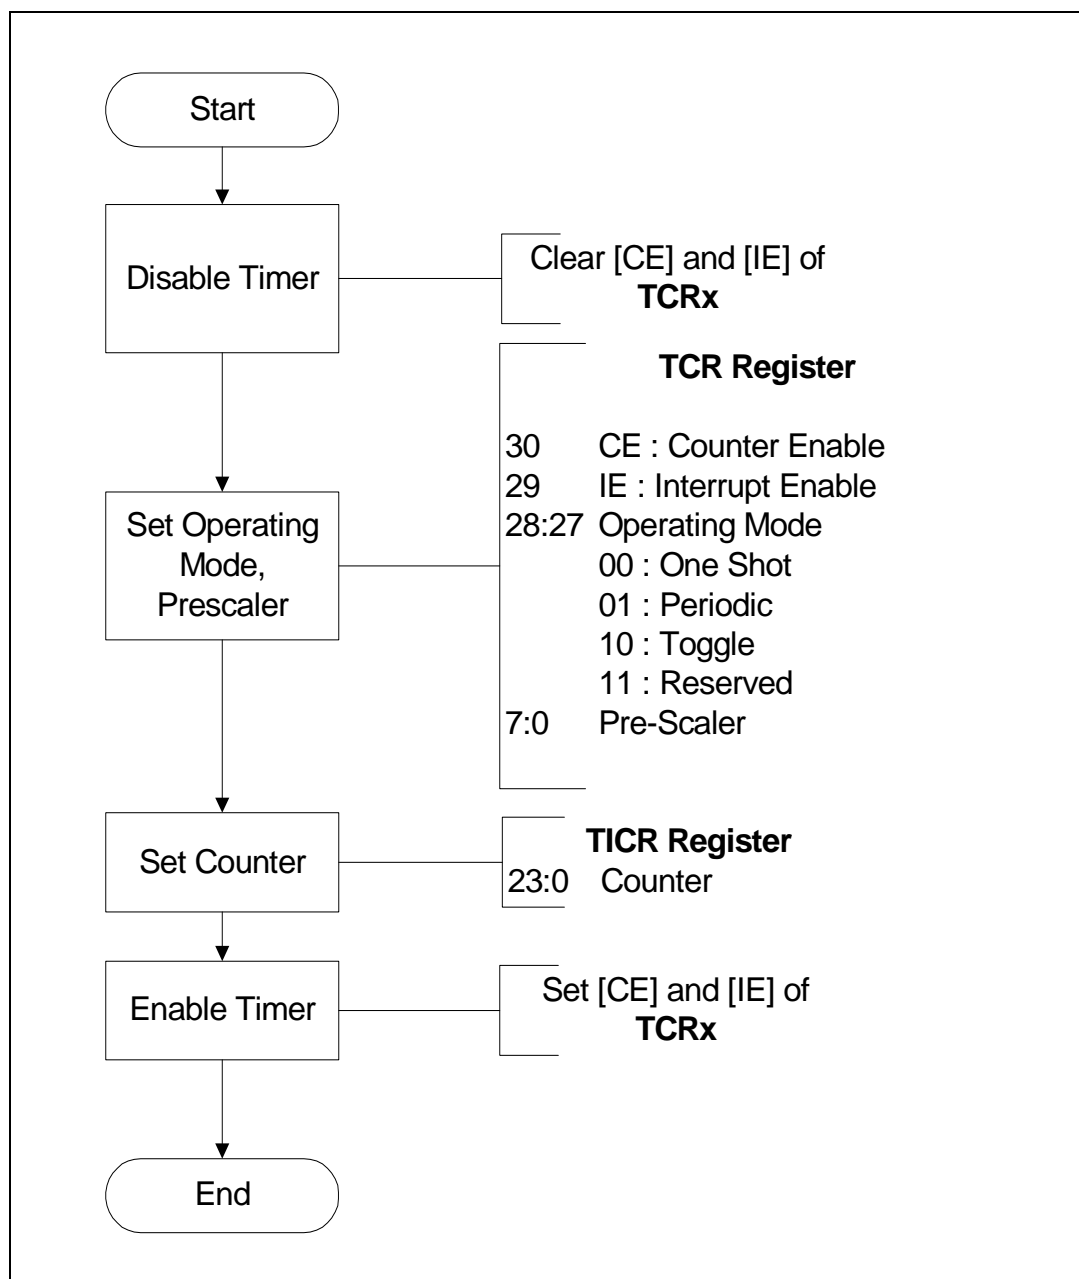 Start
Disable Timer
Clear [CE] and [IE] of
TCRx
TCR Register
30 CE : Counter Enable
29 IE : Interrupt Enable
28:27 Operating Mode
00 : One Shot
01 : Periodic
10 : Toggle
11 : Reserved
7:0 Pre-Scaler
Set Operating
Mode,
Prescaler
Set Counter
TICR Register
23:0 Counter
Enable Timer
Set [CE] and [IE] of
TCRx
End